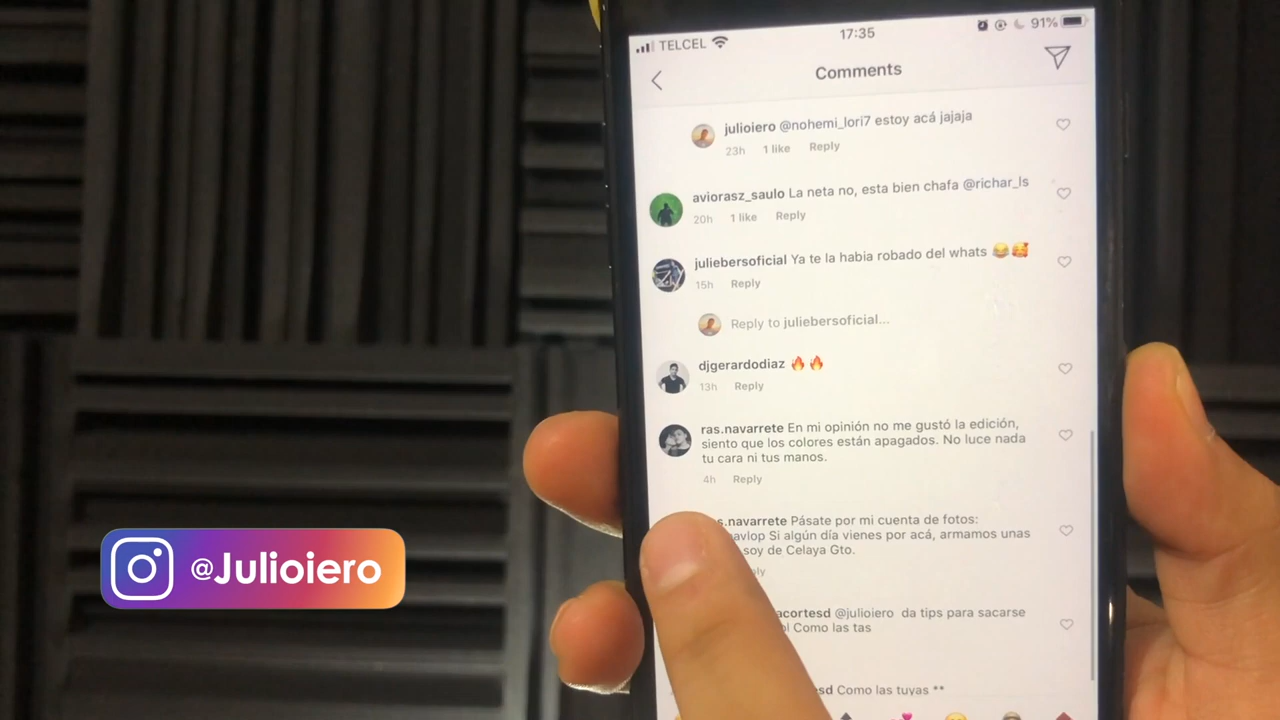 TELCEL
17:35
91%
Comments
julioiero @nohemi_lori7 estoy acá jajaja
23h 1 like Reply
aviorasz_saulo La neta no, esta bien chafa @richar_ls
20h 1 like Reply
juliebersoficial Ya te la habia robado del whats 😂🥰
15h Reply
Reply to juliebersoficial...
djgerardodiaz 🔥🔥
13h Reply
ras.navarrete En mi opinión no me gustó la edición,
siento que los colores están apagados. No luce nada
tu cara ni tus manos.
4h Reply
s.navarrete Pásate por mi cuenta de fotos:
avlop Si algún día vienes por acá, armamos unas
soy de Celaya Gto.
ply
acortesd @julioiero da tips para sacarse
Como las tas
sd Como las tuyas **
@Julioiero